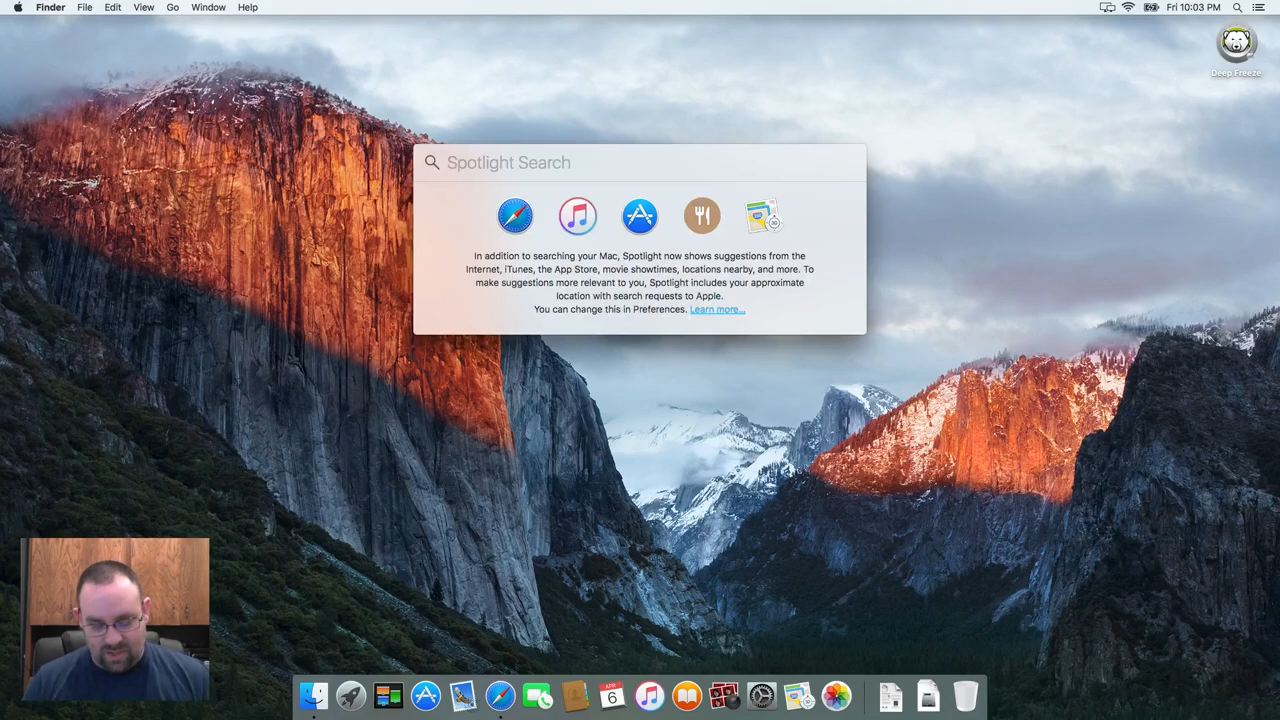 Finder File Edit View Go Window Help Fri 10:03 PM
Deep Freeze
Spotlight Search
In addition to searching your Mac, Spotlight now shows suggestions from the
Internet, iTunes, the App Store, movie showtimes, locations nearby, and more. To
make suggestions more relevant to you, Spotlight includes your approximate
location with search requests to Apple.
You can change this in Preferences. Learn more...
APR
6